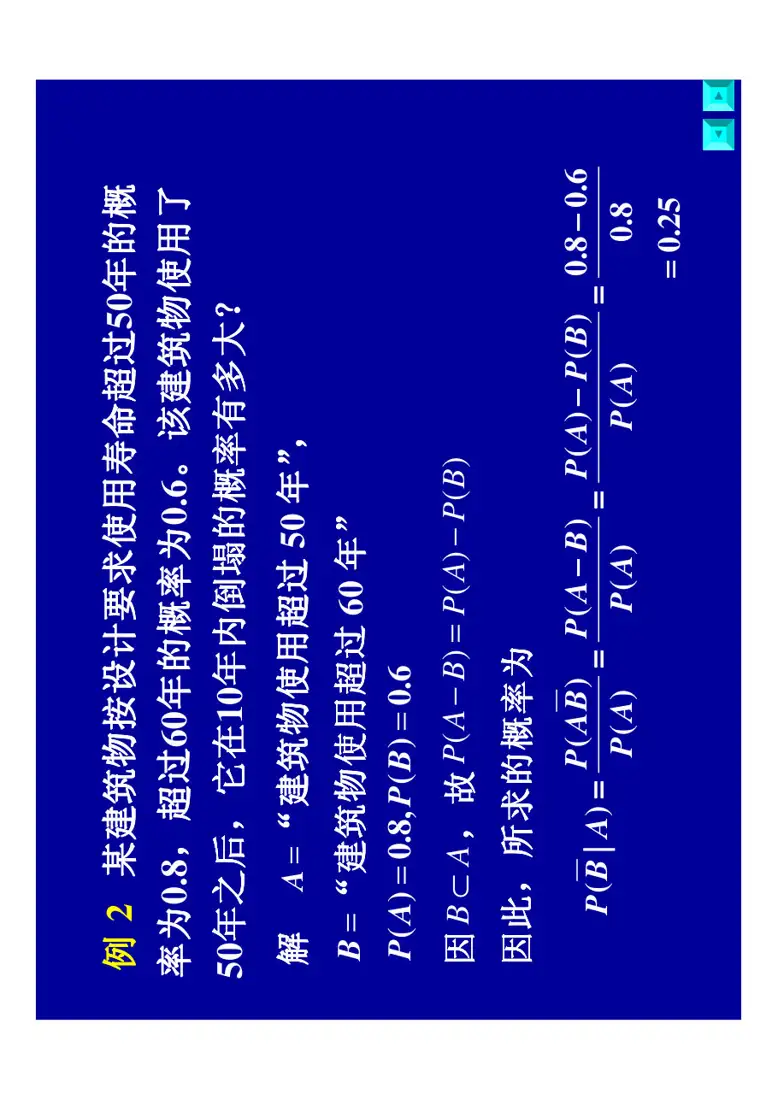 例 2 某建筑物按设计要求使用寿命超过50年的概
率为0.8，超过60年的概率为0.6。该建筑物使用了
50年之后，它在10年内倒塌的概率有多大？
解 A = “建筑物使用超过 50 年”，
B = “建筑物使用超过 60 年”
P(A) = 0.8, P(B) = 0.6
因 B ⊂ A，故 P(A − B) = P(A) − P(B)
因此，所求的概率为
P(B̅ | A) = P(AB̅)/P(A) = P(A − B)/P(A) = (P(A) − P(B))/P(A) = (0.8 − 0.6)/0.8
= 0.25